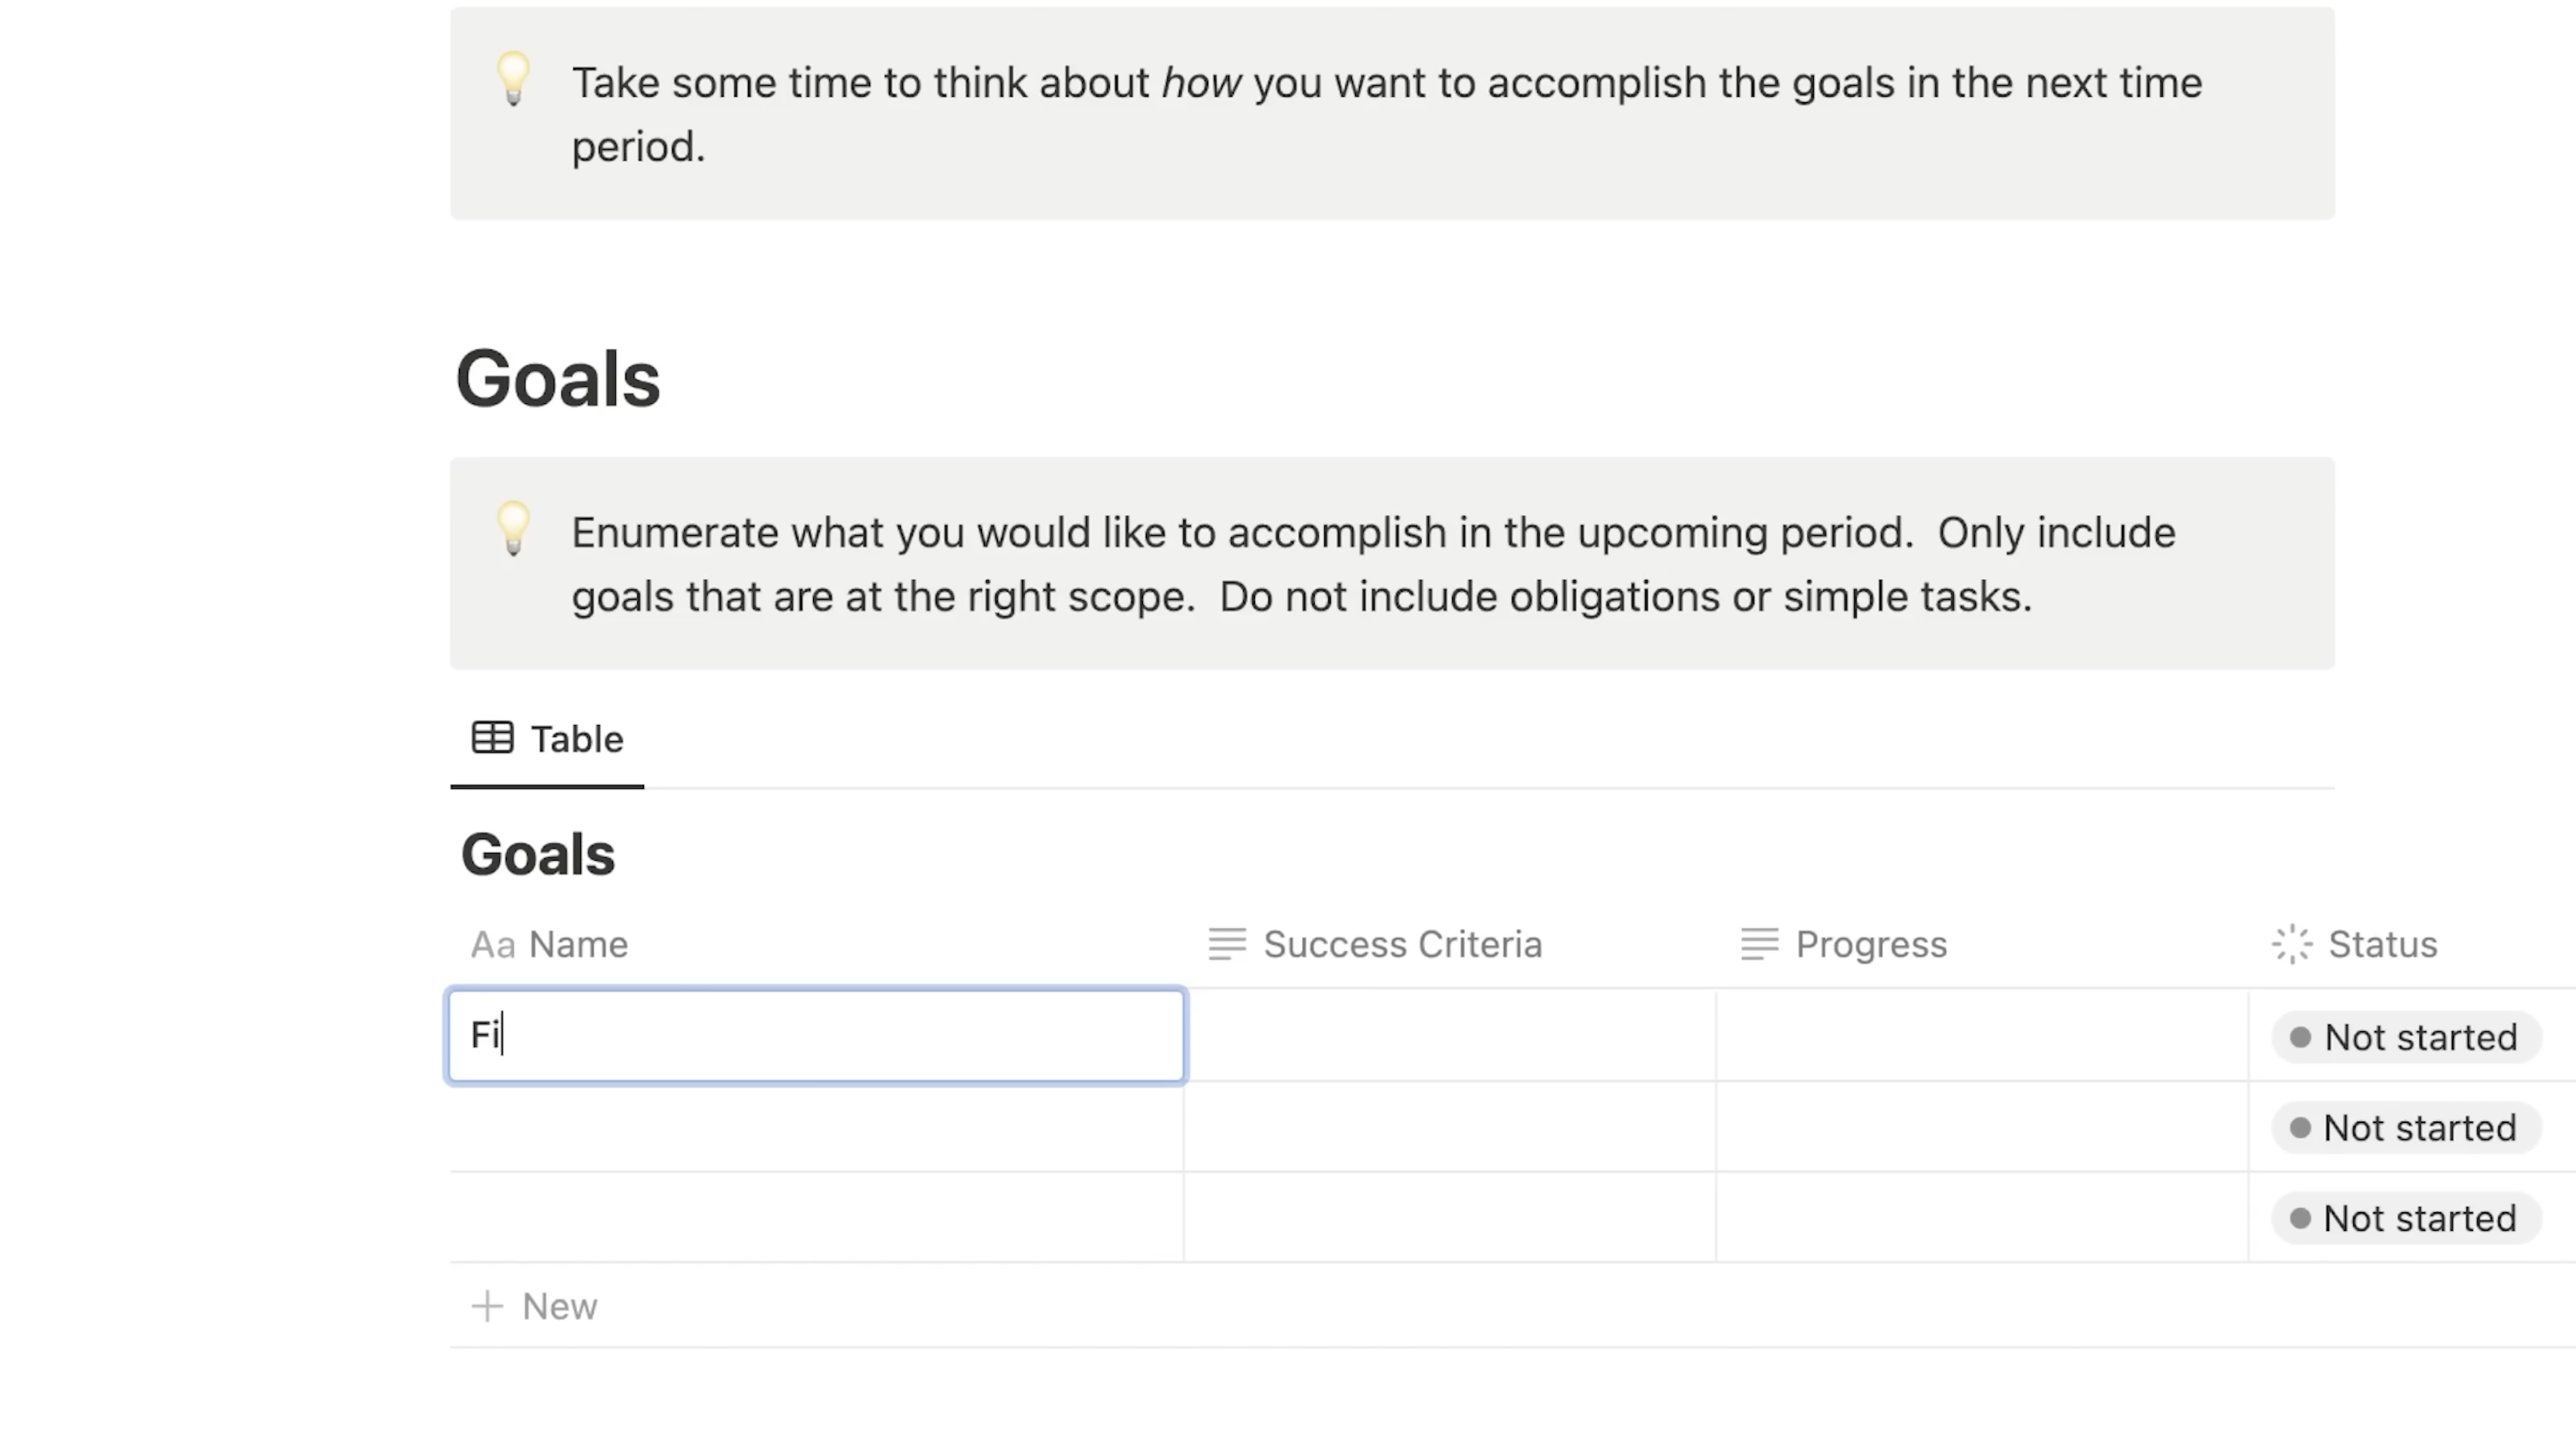 Take some time to think about how you want to accomplish the goals in the next time
period.
Goals
Enumerate what you would like to accomplish in the upcoming period.  Only include
goals that are at the right scope.  Do not include obligations or simple tasks.
Table
Goals
Aa Name Success Criteria Progress Status
Fi Not started
Not started
Not started
+ New